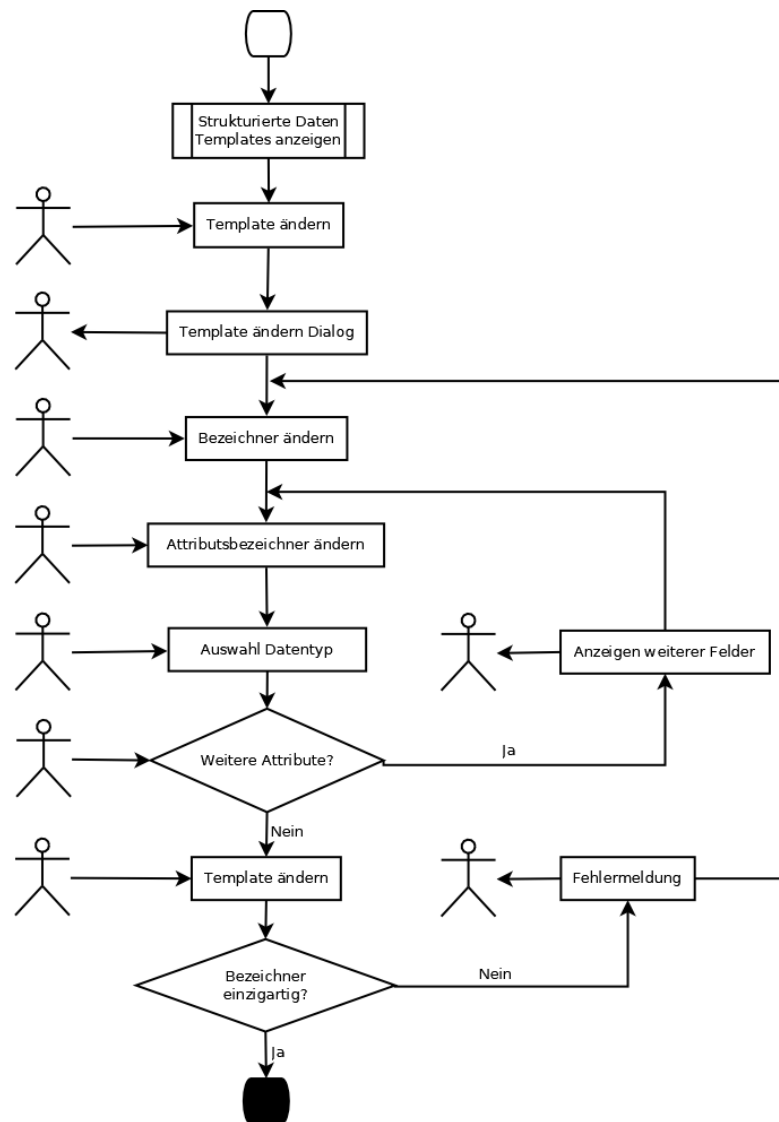 Strukturierte Daten
Templates anzeigen
Template ändern
Template ändern Dialog
Bezeichner ändern
Attributsbezeichner ändern
Auswahl Datentyp
Anzeigen weiterer Felder
Weitere Attribute?
Ja
Nein
Template ändern
Fehlermeldung
Bezeichner
einzigartig?
Nein
Ja